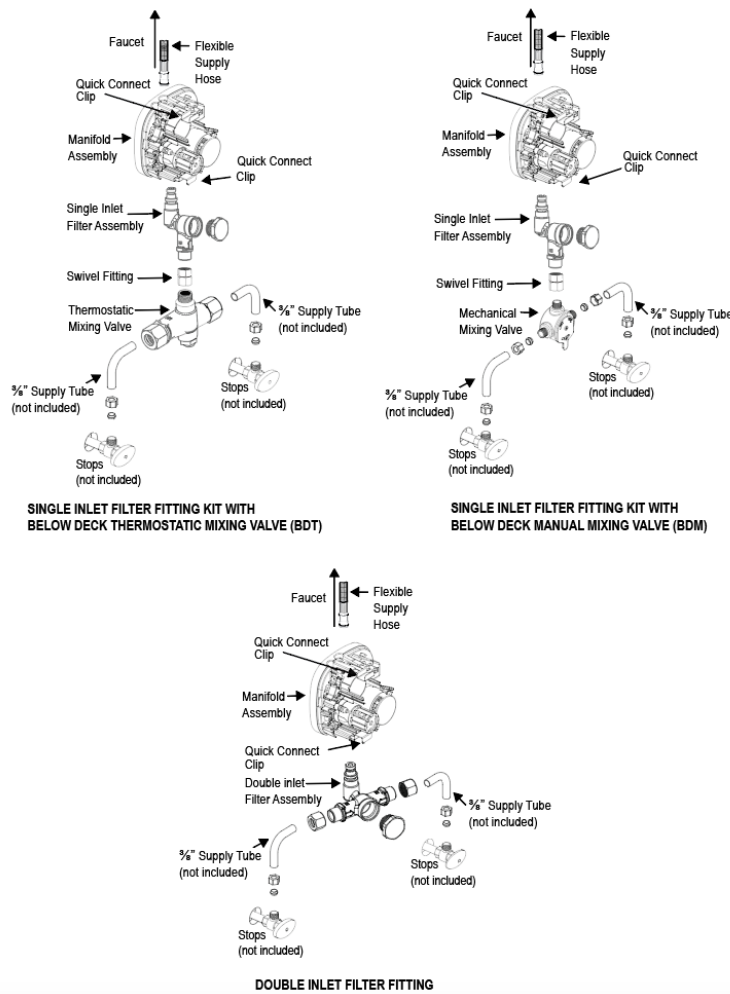 Faucet
Flexible
Supply
Hose
Quick Connect
Clip
Manifold
Assembly
Quick Connect
Clip
Single Inlet
Filter Assembly
Swivel Fitting
Thermostatic
Mixing Valve
⅜" Supply Tube
(not included)
⅜" Supply Tube
(not included)
Stops
(not included)
Stops
(not included)
SINGLE INLET FILTER FITTING KIT WITH
BELOW DECK THERMOSTATIC MIXING VALVE (BDT)
Faucet
Flexible
Supply
Hose
Quick Connect
Clip
Manifold
Assembly
Quick Connect
Clip
Single Inlet
Filter Assembly
Swivel Fitting
Mechanical
Mixing Valve
⅜" Supply Tube
(not included)
Stops
(not included)
⅜" Supply Tube
(not included)
Stops
(not included)
SINGLE INLET FILTER FITTING KIT WITH
BELOW DECK MANUAL MIXING VALVE (BDM)
Faucet
Flexible
Supply
Hose
Quick Connect
Clip
Manifold
Assembly
Quick Connect
Clip
Double inlet
Filter Assembly
⅜" Supply Tube
(not included)
⅜" Supply Tube
(not included)
Stops
(not included)
Stops
(not included)
DOUBLE INLET FILTER FITTING